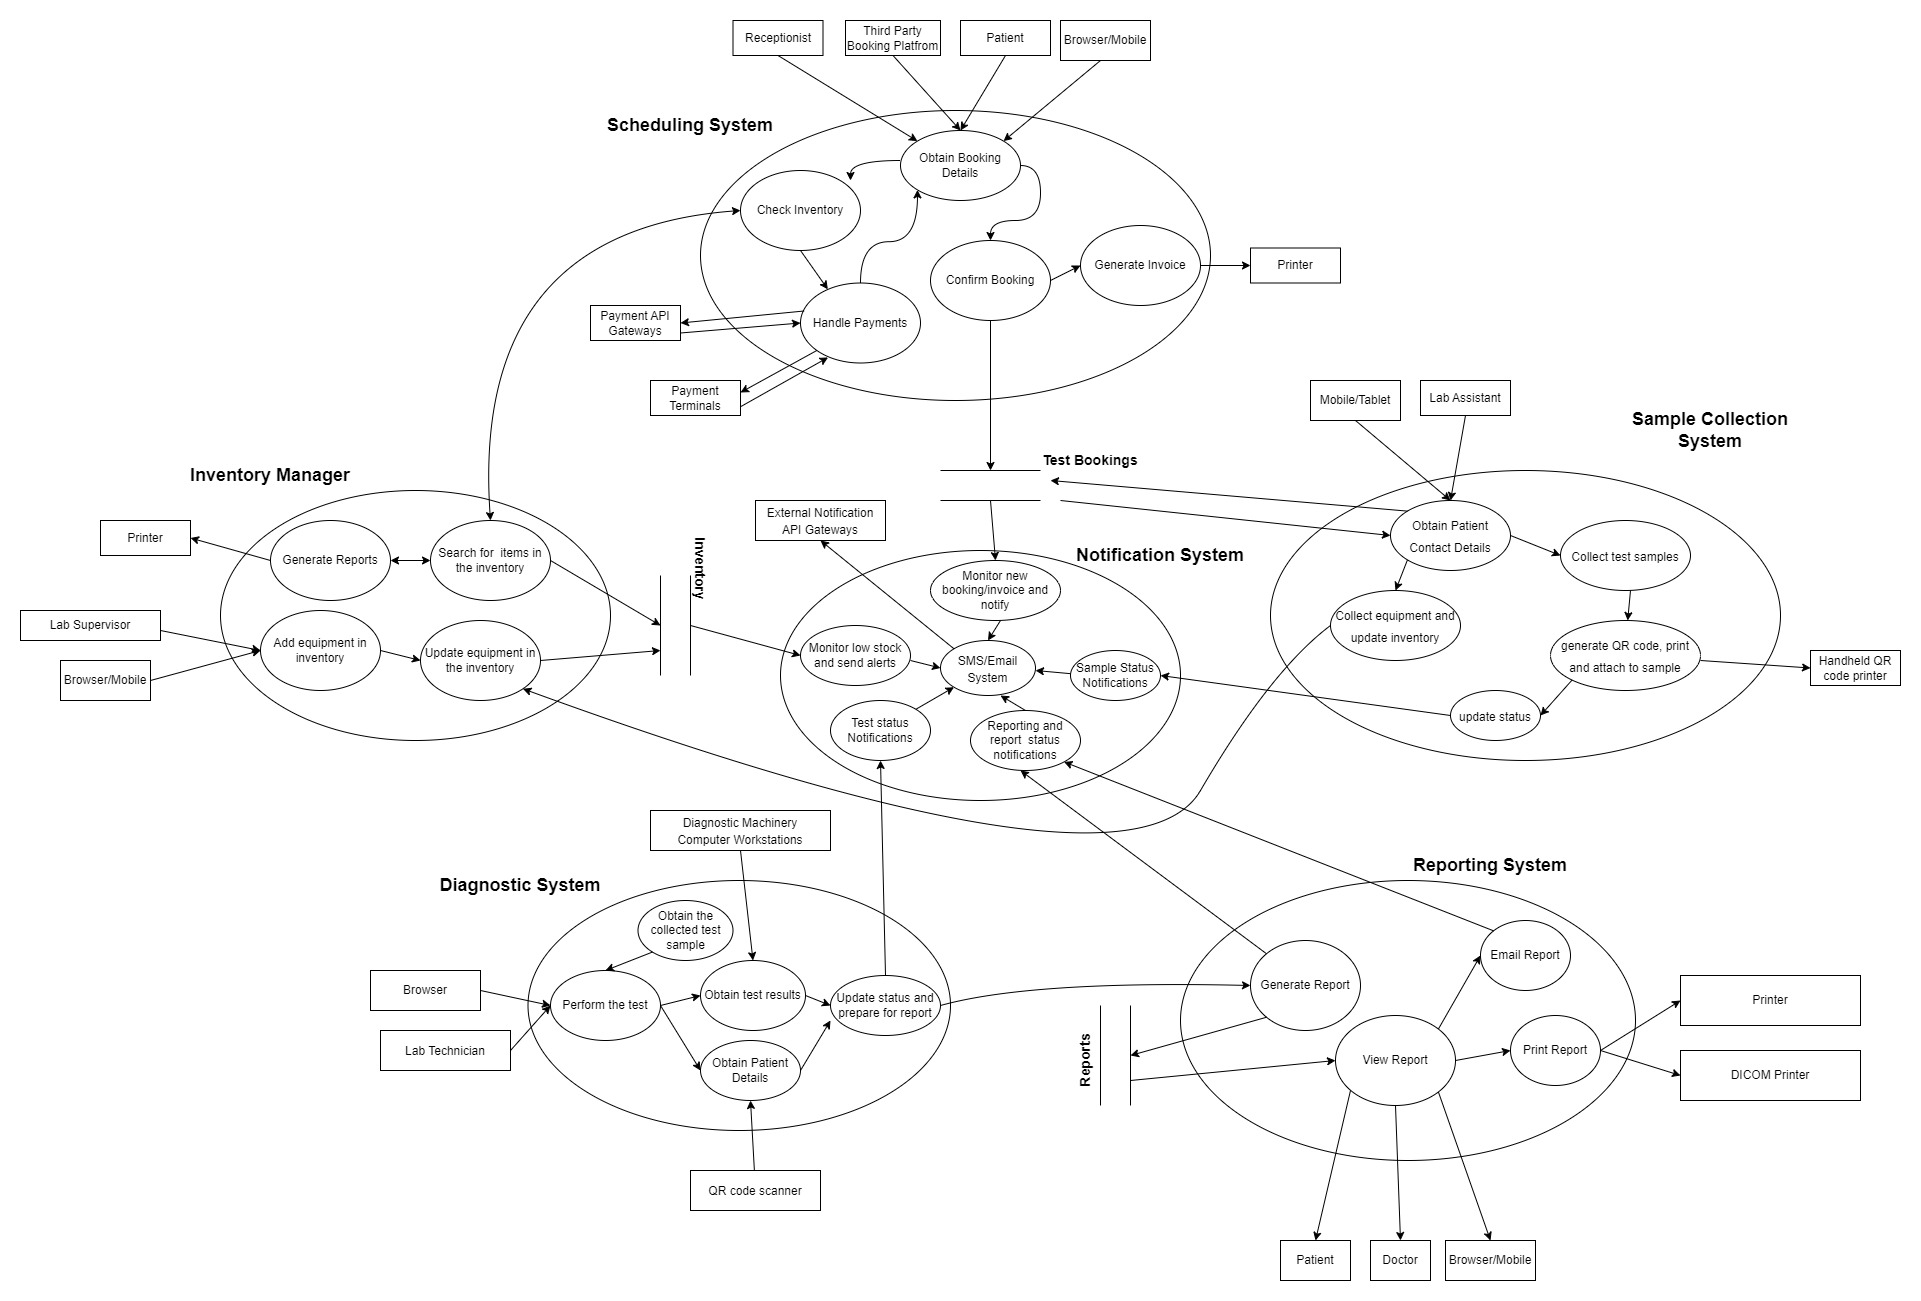 Receptionist
Third Party
Booking Platfrom
Patient
Browser/Mobile
Scheduling System
Obtain Booking
Details
Check Inventory
Confirm Booking
Generate Invoice
Printer
Payment API
Gateways
Handle Payments
Payment
Terminals
Mobile/Tablet
Lab Assistant
Sample Collection
System
Test Bookings
Inventory Manager
Printer
Generate Reports
Search for  items in
the inventory
Inventory
Lab Supervisor
Browser/Mobile
Add equipment in
inventory
Update equipment in
the inventory
External Notification
API Gateways
Notification System
Monitor new
booking/invoice and
notify
Monitor low stock
and send alerts
SMS/Email
System
Sample Status
Notifications
Test status
Notifications
Reporting and
report  status
notifications
Obtain Patient
Contact Details
Collect test samples
Collect equipment and
update inventory
generate QR code, print
and attach to sample
Handheld QR
code printer
update status
Diagnostic Machinery
Computer Workstations
Diagnostic System
Obtain the
collected test
sample
Browser
Lab Technician
Perform the test
Obtain test results
Update status and
prepare for report
Obtain Patient
Details
QR code scanner
Reporting System
Email Report
Generate Report
Reports
View Report
Print Report
Printer
DICOM Printer
Patient
Doctor
Browser/Mobile